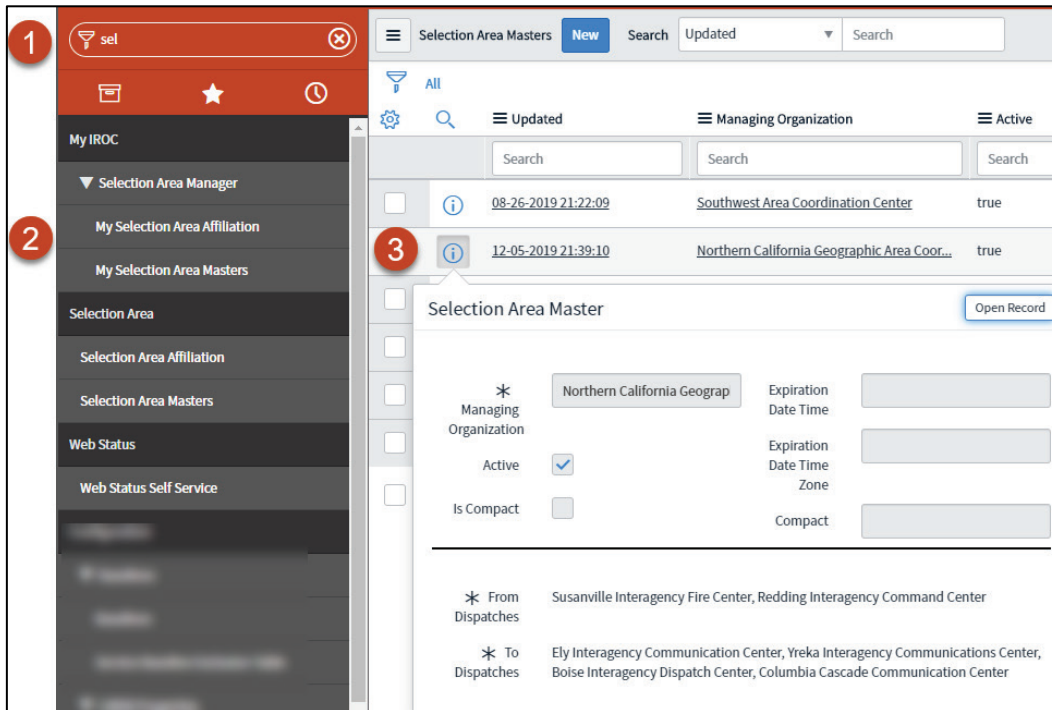 1
sel
Selection Area Masters New Search Updated Search
All
Updated Managing Organization Active
Search Search Search
My IROC
Selection Area Manager
2
My Selection Area Affiliation
My Selection Area Masters
Selection Area
Selection Area Affiliation
Selection Area Masters
Web Status
Web Status Self Service
08-26-2019 21:22:09 Southwest Area Coordination Center true
3
12-05-2019 21:39:10 Northern California Geographic Area Coor... true
Selection Area Master Open Record
Managing
Organization
Northern California Geograp
Active
Is Compact
Expiration
Date Time
Expiration
Date Time
Zone
Compact
From
Dispatches
Susanville Interagency Fire Center, Redding Interagency Command Center
To
Dispatches
Ely Interagency Communication Center, Yreka Interagency Communications Center,
Boise Interagency Dispatch Center, Columbia Cascade Communication Center